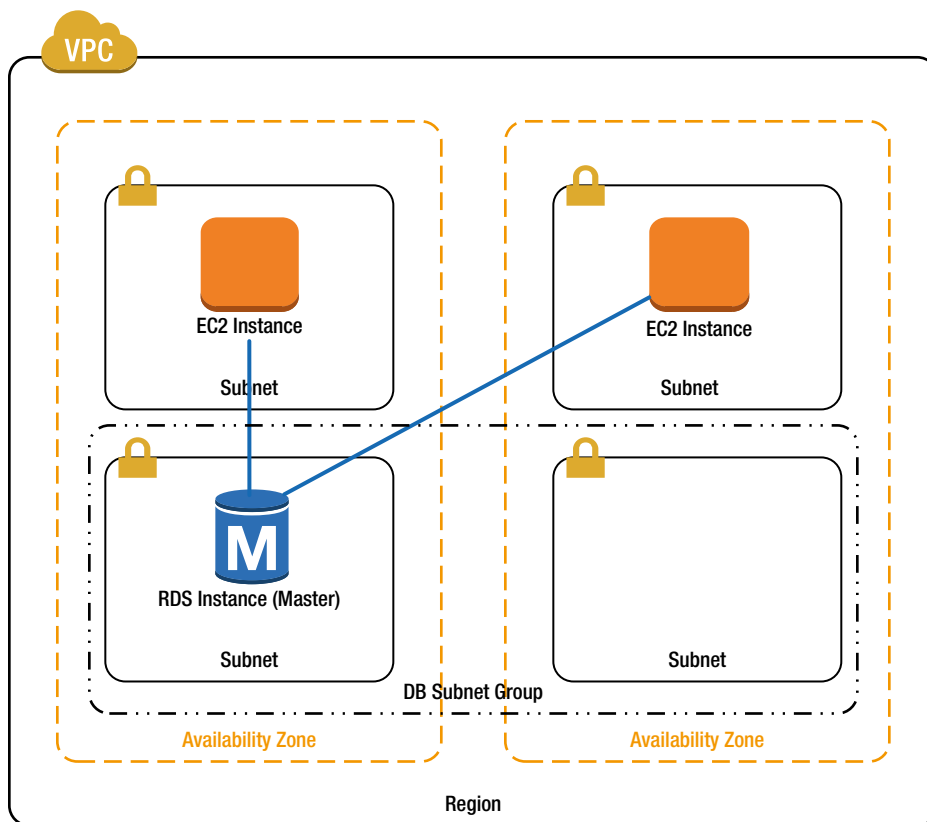 VPC
EC2 Instance
EC2 Instance
Subnet
Subnet
M
RDS Instance (Master)
Subnet
Subnet
DB Subnet Group
Availability Zone
Availability Zone
Region